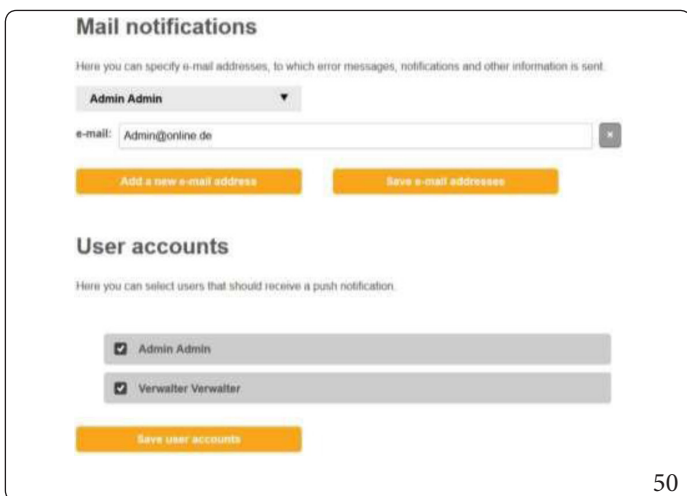 Mail notifications
Here you can specify e-mail addresses, to which error messages, notifications and other information is sent.
Admin Admin
e-mail: Admin@online.de
Add a new e-mail address Save e-mail addresses
User accounts
Here you can select users that should receive a push notification.
Admin Admin
Verwalter Verwalter
Save user accounts
50